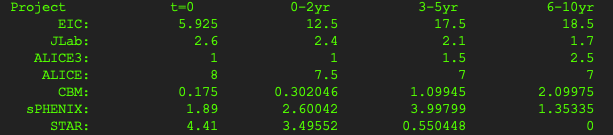 Project t=0 0-2yr 3-5yr 6-10yr
EIC: 5.925 12.5 17.5 18.5
JLab: 2.6 2.4 2.1 1.7
ALICE3: 1 1 1.5 2.5
ALICE: 8 7.5 7 7
CBM: 0.175 0.302046 1.09945 2.09975
sPHENIX: 1.89 2.60042 3.99799 1.35335
STAR: 4.41 3.49552 0.550448 0